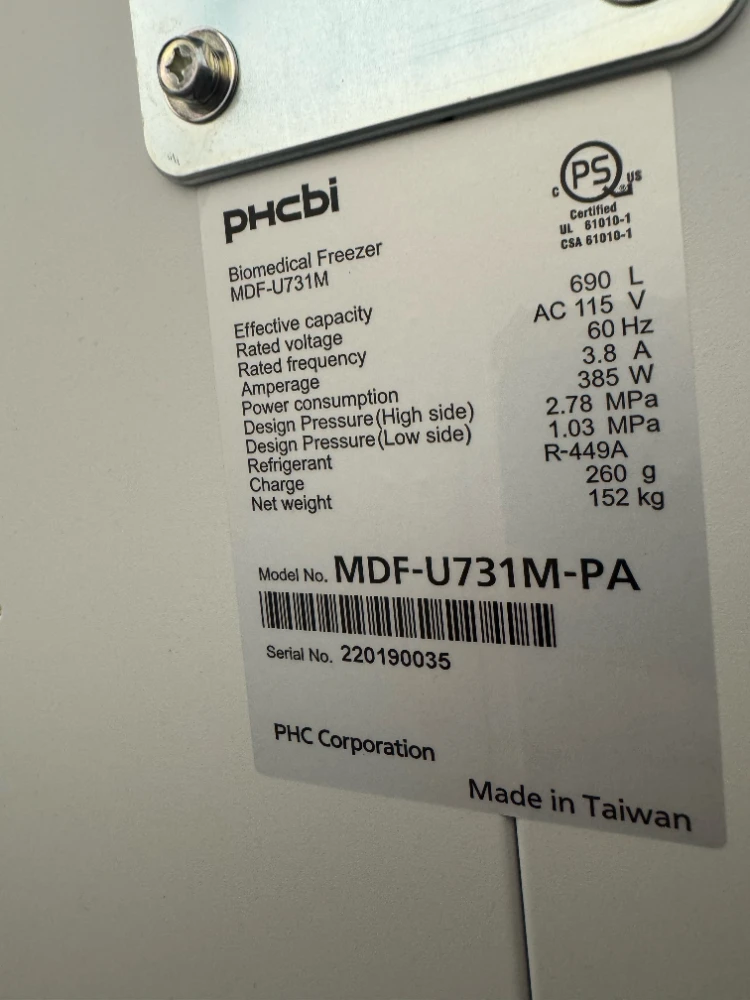 PHCbi
c PS us
Certified
UL 61010-1
CSA 61010-1
Biomedical Freezer
MDF-U731M
Effective capacity 690 L
Rated voltage AC 115 V
Rated frequency 60 Hz
Amperage 3.8 A
Power consumption 385 W
Design Pressure(High side) 2.78 MPa
Design Pressure(Low side) 1.03 MPa
Refrigerant R-449A
Charge 260 g
Net weight 152 kg
Model No. MDF-U731M-PA
Serial No. 220190035
PHC Corporation
Made in Taiwan